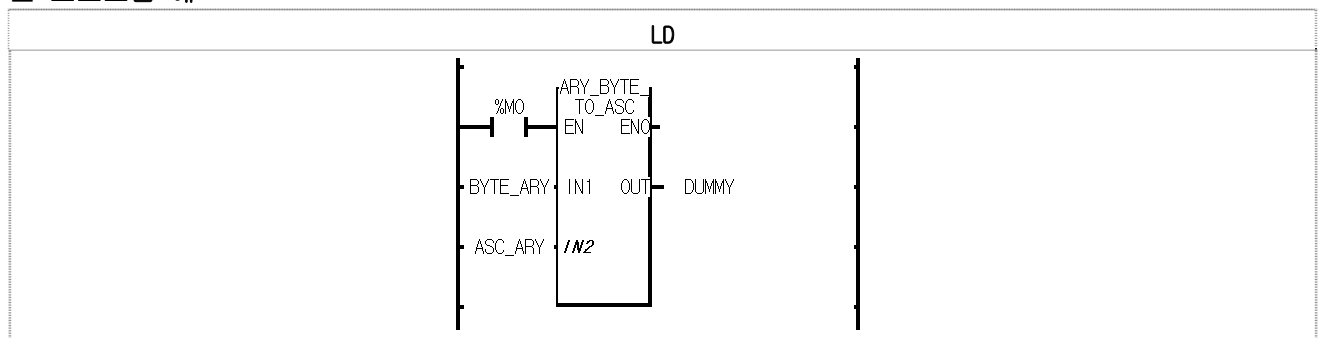 LD
ARY_BYTE_
%M0
TO_ASC
EN ENO
BYTE_ARY IN1 OUT DUMMY
ASC_ARY IN2